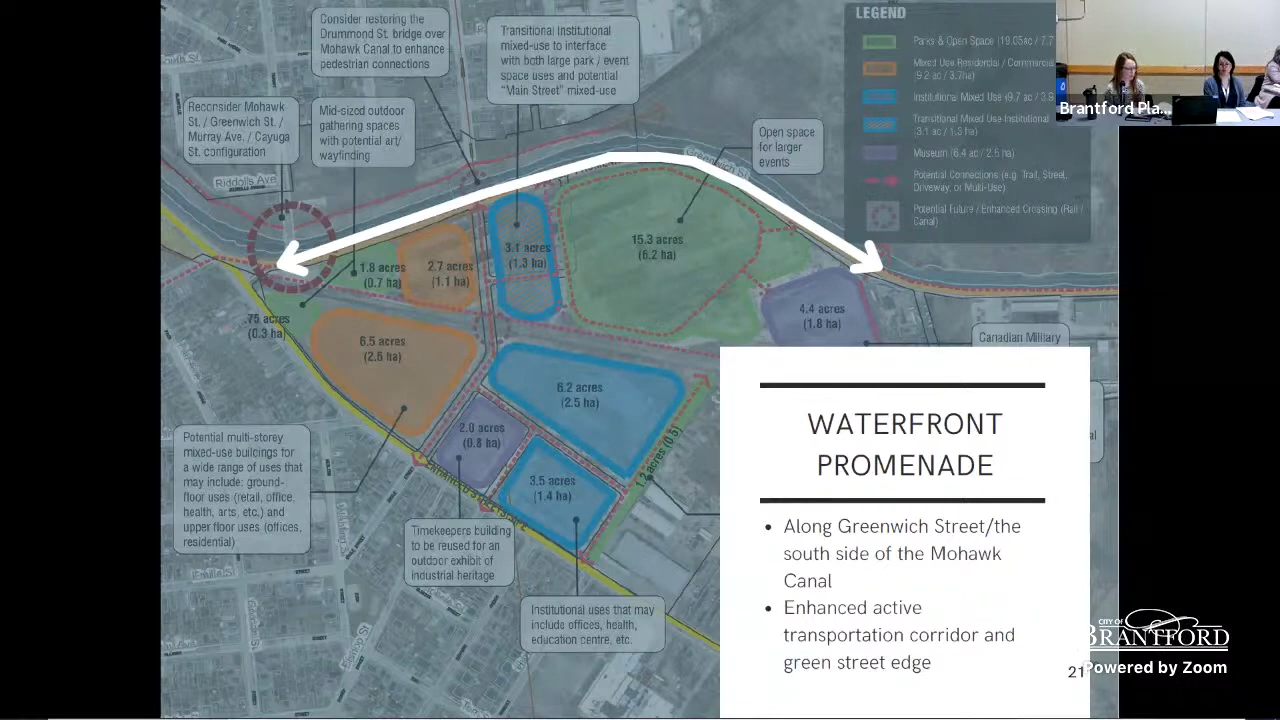 Consider restoring the
Drummond St. bridge over
Mohawk Canal to enhance
pedestrian connections
Transitional Institutional
mixed-use to interface
with both large park / event
space uses and potential
"Main Street" mixed-use
LEGEND
Parks & Open Space (19.05ac / 7.7
Mixed Use Residential / Commercia
(9.2 ac / 3.7ha)
Institutional Mixed Use (9.7 ac / 3.9
Transitional Mixed Use Institutional
(3.1 ac / 1.3 ha)
Museum (6.4 ac / 2.5 ha)
Potential Connections (e.g. Trail, Street,
Driveway, or Multi-Use)
Potential Future / Enhanced Crossing (Rail /
Canal)
Brantford Pla...
Reconsider Mohawk
St. / Greenwich St. /
Murray Ave. / Cayuga
St. configuration
Mid-sized outdoor
gathering spaces
with potential art/
wayfinding
Open space
for larger
events
Riddolls Ave
Greenwich St
1.8 acres
(0.7 ha)
2.7 acres
(1.1 ha)
3.1 acres
(1.3 ha)
15.3 acres
(6.2 ha)
4.4 acres
(1.8 ha)
.75 acres
(0.3 ha)
6.5 acres
(2.6 ha)
6.2 acres
(2.5 ha)
2.0 acres
(0.8 ha)
3.5 acres
(1.4 ha)
1.2 acres (0.5)
Canadian Military
Potential multi-storey
mixed-use buildings for
a wide range of uses that
may include: ground-
floor uses (retail, office,
health, arts, etc.) and
upper floor uses (offices,
residential)
Timekeepers building
to be reused for an
outdoor exhibit of
industrial heritage
Institutional uses that may
include offices, health,
education centre, etc.
WATERFRONT
PROMENADE
• Along Greenwich Street/the
south side of the Mohawk
Canal
• Enhanced active
transportation corridor and
green street edge
21
CITY OF
BRANTFORD
Powered by Zoom